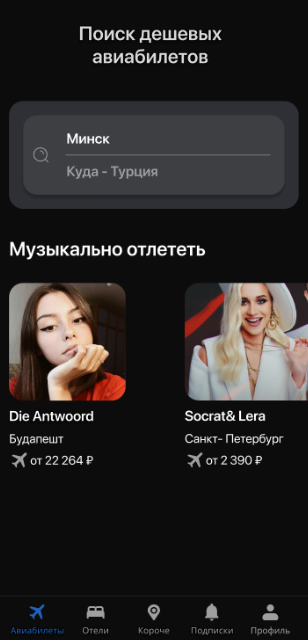 Поиск дешевых
авиабилетов
Минск
Куда - Турция
Музыкально отлететь
Die Antwoord
Socrat& Lera
Будапешт
Санкт- Петербург
от 22 264 ₽
от 2 390 ₽
Авиабилеты
Отели
Короче
Подписки
Профиль